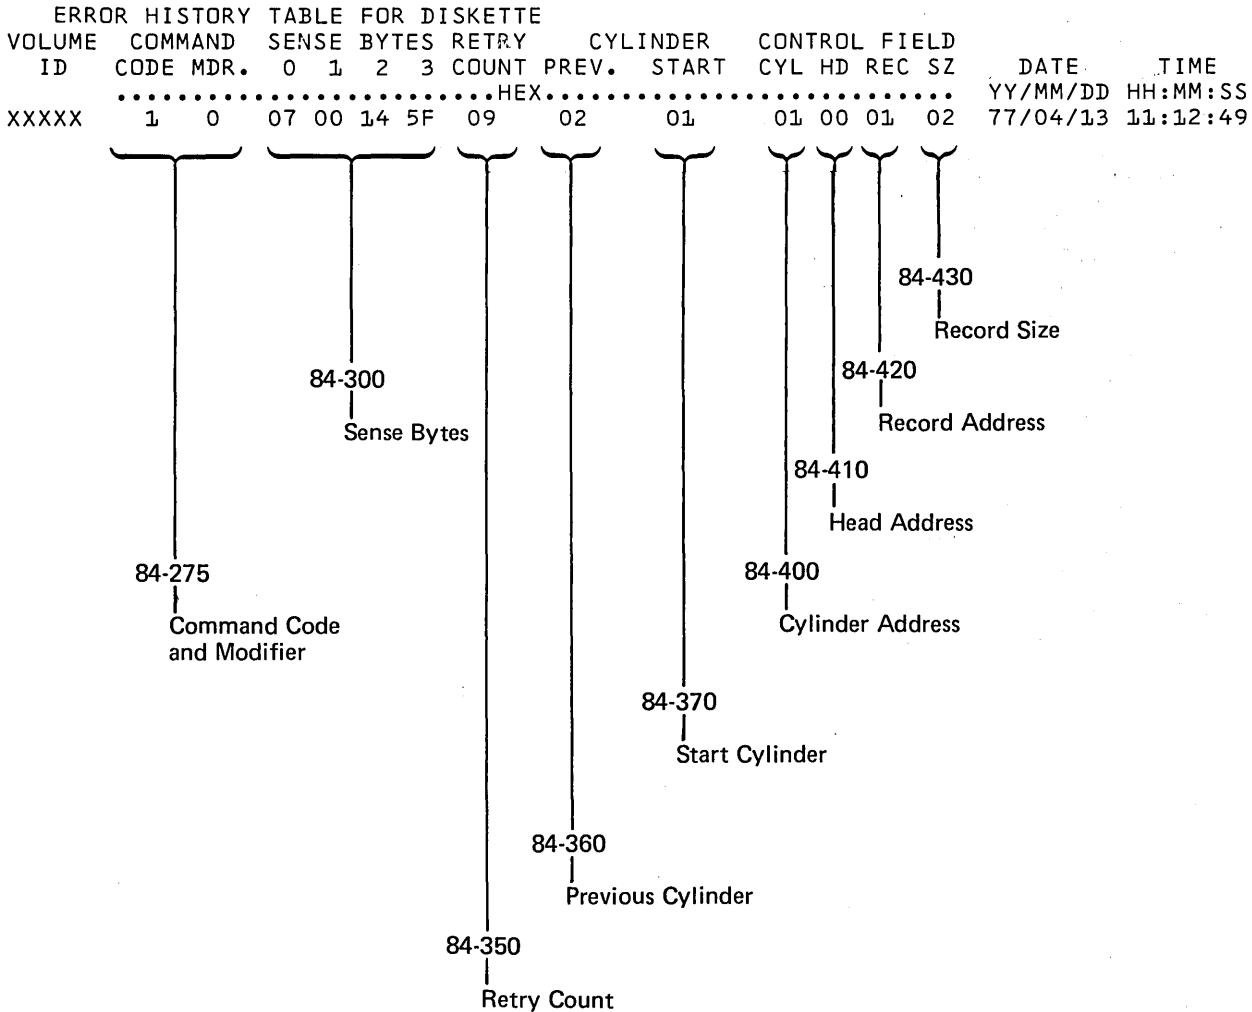 ERROR HISTORY TABLE FOR DISKETTE
VOLUME COMMAND SENSE BYTES RETRY CYLINDER CONTROL FIELD
ID CODE MDR. 0 1 2 3 COUNT PREV. START CYL HD REC SZ DATE TIME
........................HEX.................................... YY/MM/DD HH:MM:SS
XXXXX 1 0 07 00 14 5F 09 02 01 01 00 01 02 77/04/13 11:12:49
84-430
Record Size
84-420
Record Address
84-300
Sense Bytes
84-410
Head Address
84-400
Cylinder Address
84-275
Command Code
and Modifier
84-370
Start Cylinder
84-360
Previous Cylinder
84-350
Retry Count